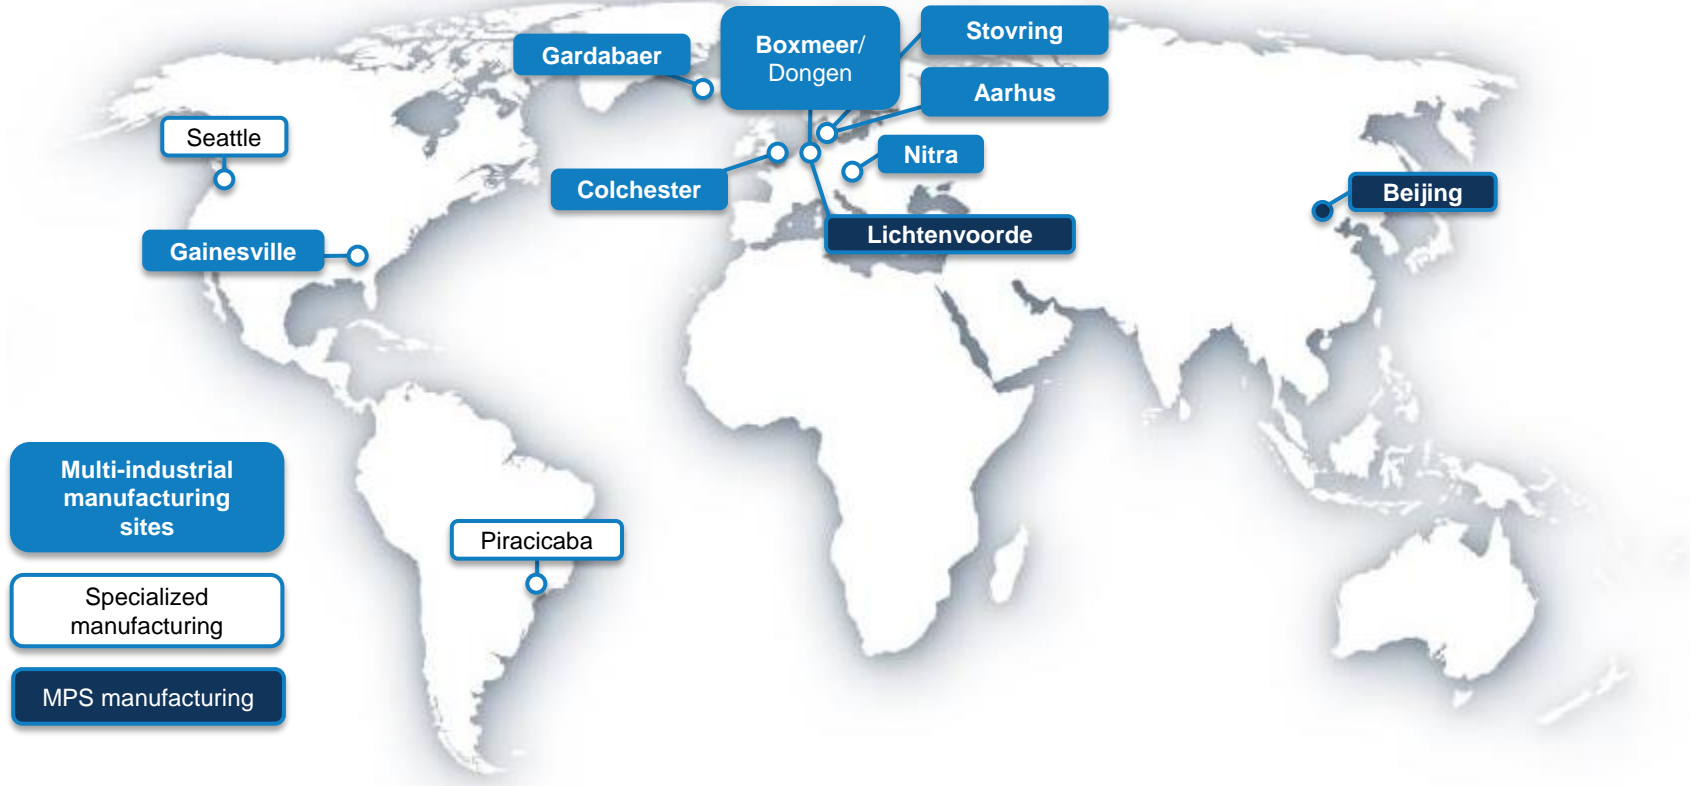 Stovring
Boxmeer/
Dongen
Gardabaer
Aarhus
Seattle
Nitra
Colchester
Beijing
Lichtenvoorde
Gainesville
Multi-industrial
manufacturing
sites
Piracicaba
Specialized
manufacturing
MPS manufacturing